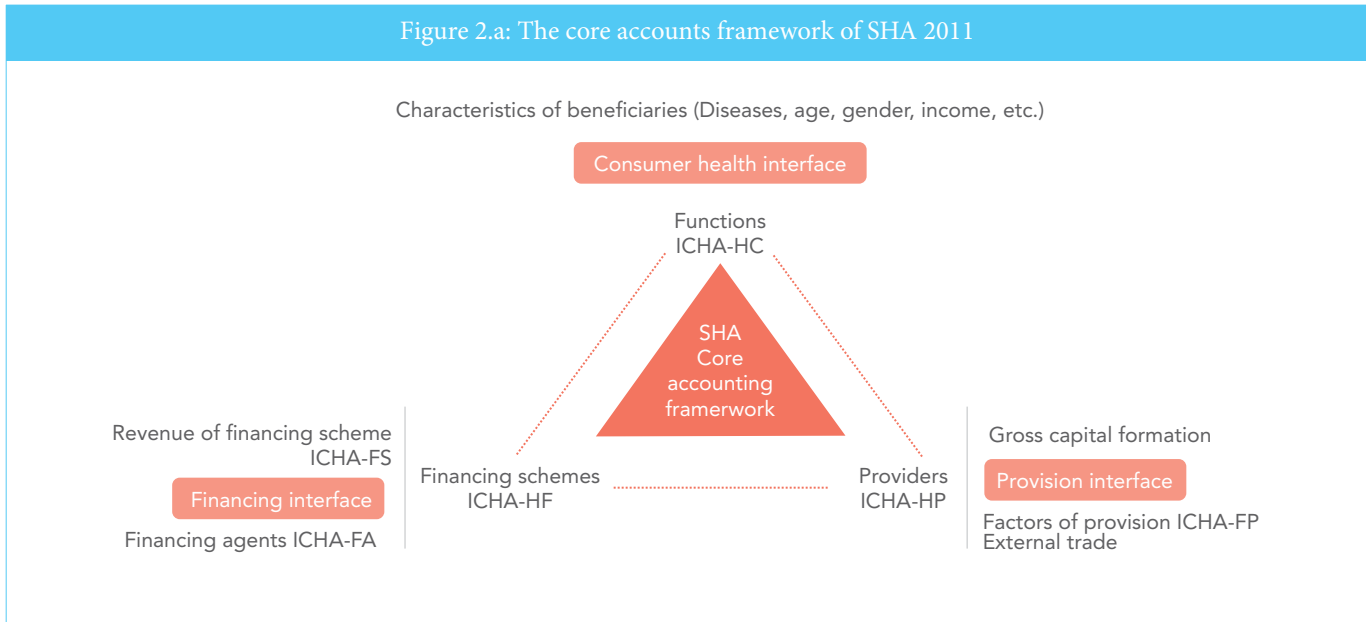 Figure 2.a: The core accounts framework of SHA 2011
Characteristics of beneficiaries (Diseases, age, gender, income, etc.)
Consumer health interface
Functions
ICHA-HC
SHA
Core
accounting
framerwork
Revenue of financing scheme
ICHA-FS
Financing interface
Financing agents ICHA-FA
Financing schemes
ICHA-HF
Providers
ICHA-HP
Gross capital formation
Provision interface
Factors of provision ICHA-FP
External trade